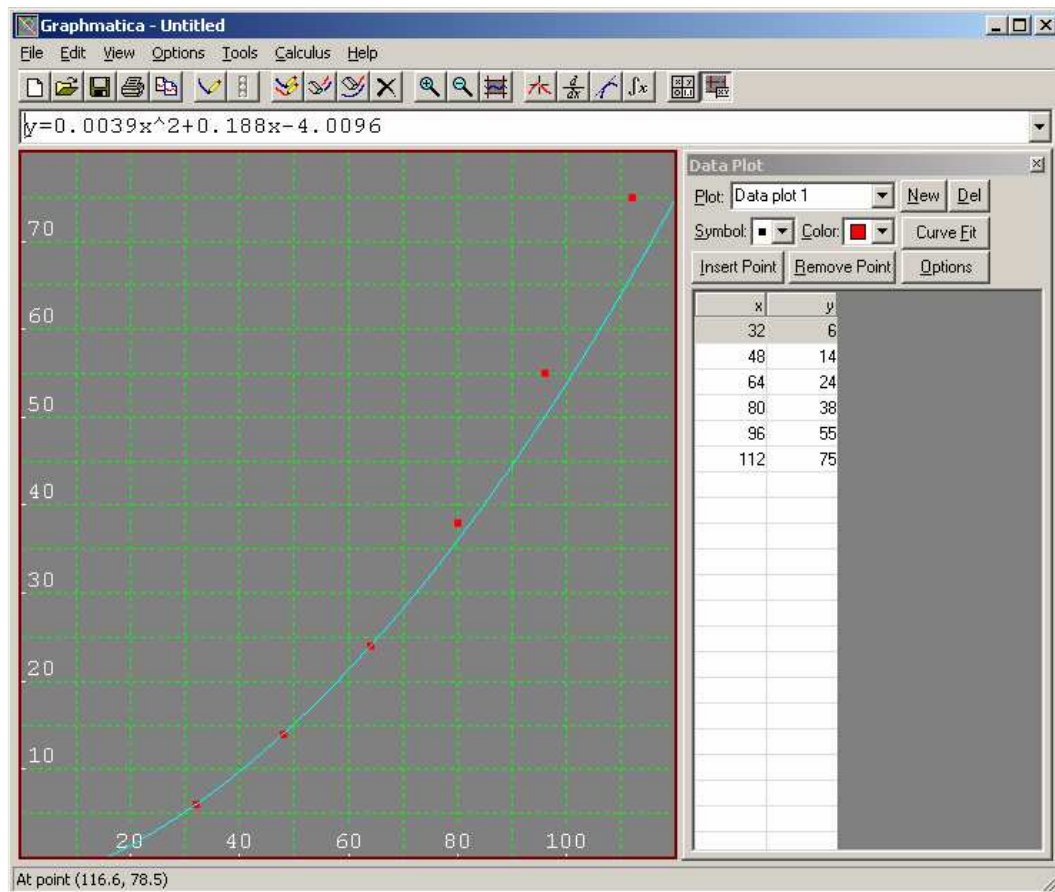 Graphmatica - Untitled
File Edit View Options Tools Calculus Help
y=0.0039x^2+0.188x-4.0096
70
60
50
40
30
20
10
20 40 60 80 100
Data Plot
Plot: Data plot 1 New Del
Symbol: Color: Curve Fit
Insert Point Remove Point Options
x y
32 6
48 14
64 24
80 38
96 55
112 75
At point (116.6, 78.5)